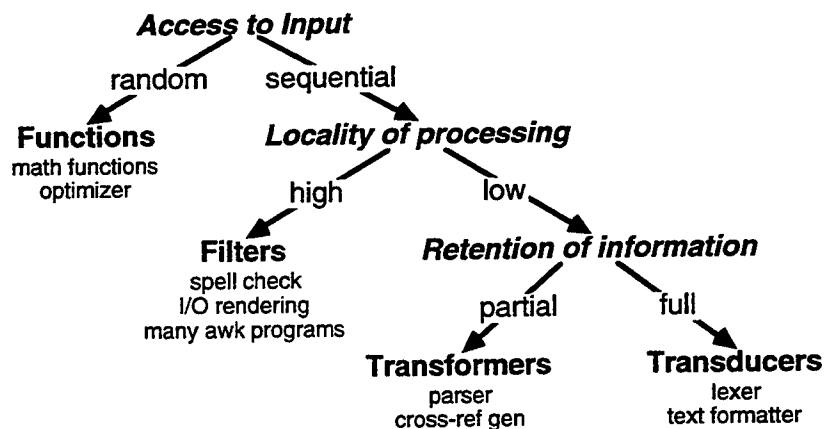 Access to Input
random sequential
Functions
math functions
optimizer
Locality of processing
high low
Filters
spell check
I/O rendering
many awk programs
Retention of information
partial full
Transformers
parser
cross-ref gen
Transducers
lexer
text formatter